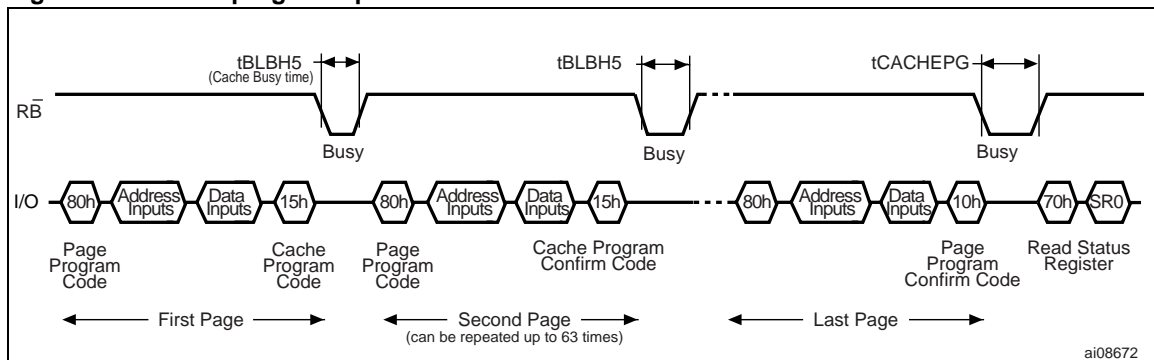 tBLBH5
(Cache Busy time)
tBLBH5
tCACHEPG
RB
Busy
Busy
Busy
I/O
80h
Address
Inputs
Data
Inputs
15h
80h
Address
Inputs
Data
Inputs
15h
80h
Address
Inputs
Data
Inputs
10h
70h
SR0
Page
Program
Code
Cache
Program
Code
Page
Program
Code
Cache Program
Confirm Code
Page
Program
Confirm Code
Read Status
Register
First Page
Second Page
(can be repeated up to 63 times)
Last Page
ai08672